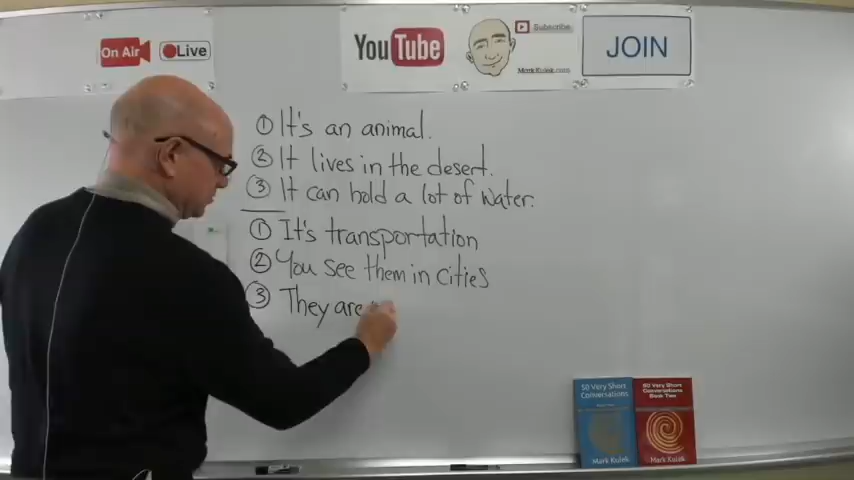 On Air
Live
YouTube
Subscribe
MarkKulek.com
JOIN
① It's an animal.
② It lives in the desert.
③ It can hold a lot of water.
① It's transportation
② You see them in cities
③ They are
50 Very Short
Conversations
Mark Kulek
50 Very Short
Conversations
Book Two
Mark Kulek